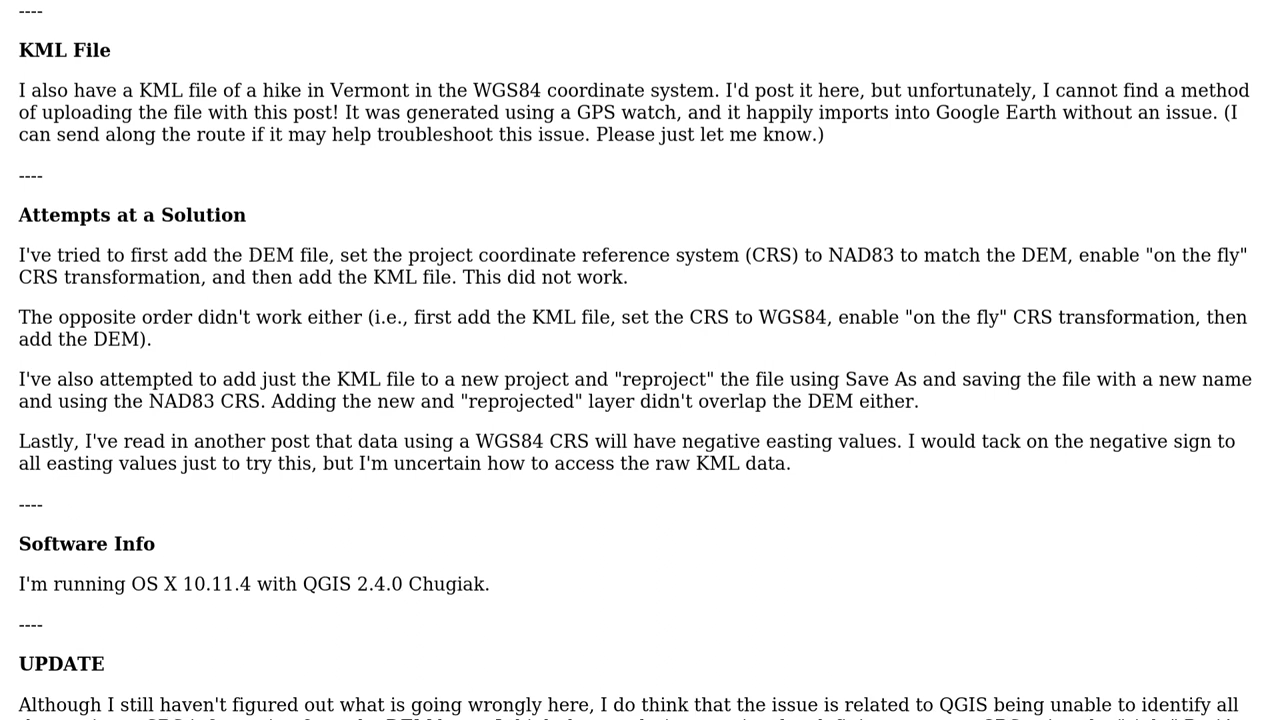 ----
KML File
I also have a KML file of a hike in Vermont in the WGS84 coordinate system. I'd post it here, but unfortunately, I cannot find a method
of uploading the file with this post! It was generated using a GPS watch, and it happily imports into Google Earth without an issue. (I
can send along the route if it may help troubleshoot this issue. Please just let me know.)
----
Attempts at a Solution
I've tried to first add the DEM file, set the project coordinate reference system (CRS) to NAD83 to match the DEM, enable "on the fly"
CRS transformation, and then add the KML file. This did not work.
The opposite order didn't work either (i.e., first add the KML file, set the CRS to WGS84, enable "on the fly" CRS transformation, then
add the DEM).
I've also attempted to add just the KML file to a new project and "reproject" the file using Save As and saving the file with a new name
and using the NAD83 CRS. Adding the new and "reprojected" layer didn't overlap the DEM either.
Lastly, I've read in another post that data using a WGS84 CRS will have negative easting values. I would tack on the negative sign to
all easting values just to try this, but I'm uncertain how to access the raw KML data.
----
Software Info
I'm running OS X 10.11.4 with QGIS 2.4.0 Chugiak.
----
UPDATE
Although I still haven't figured out what is going wrongly here, I do think that the issue is related to QGIS being unable to identify all